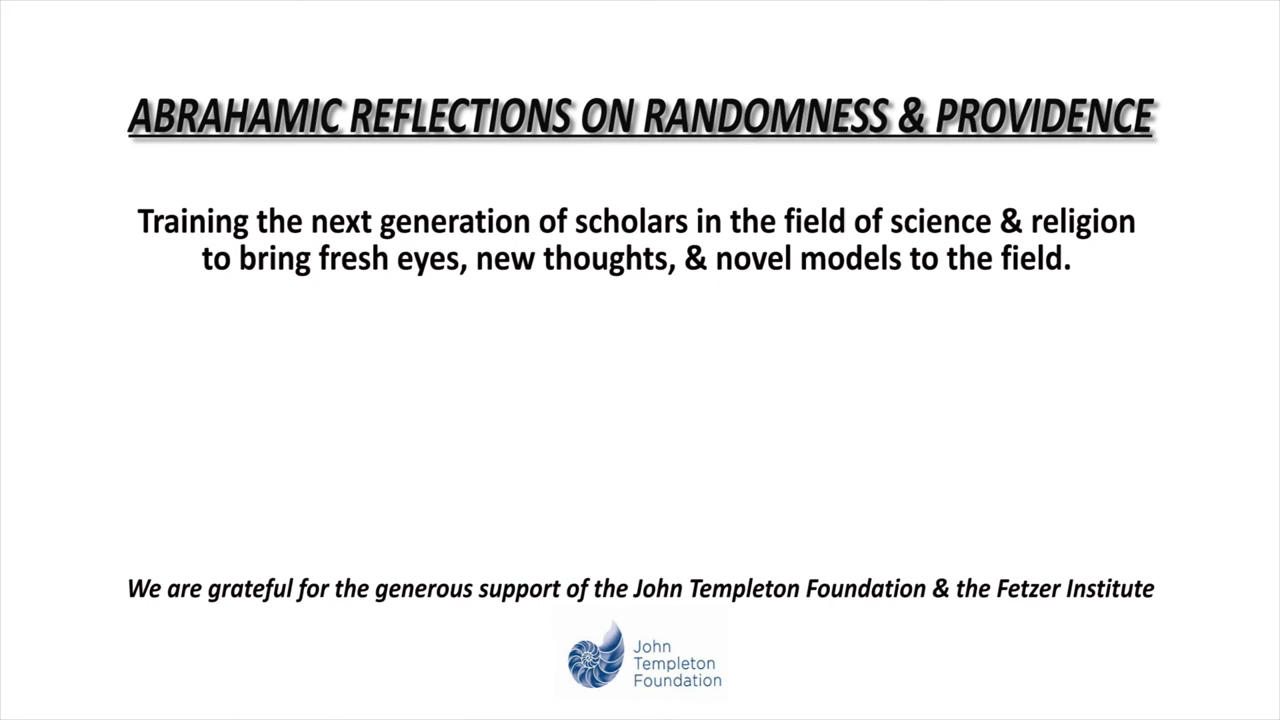 ABRAHAMIC REFLECTIONS ON RANDOMNESS & PROVIDENCE
Training the next generation of scholars in the field of science & religion
to bring fresh eyes, new thoughts, & novel models to the field.
We are grateful for the generous support of the John Templeton Foundation & the Fetzer Institute
John
Templeton
Foundation